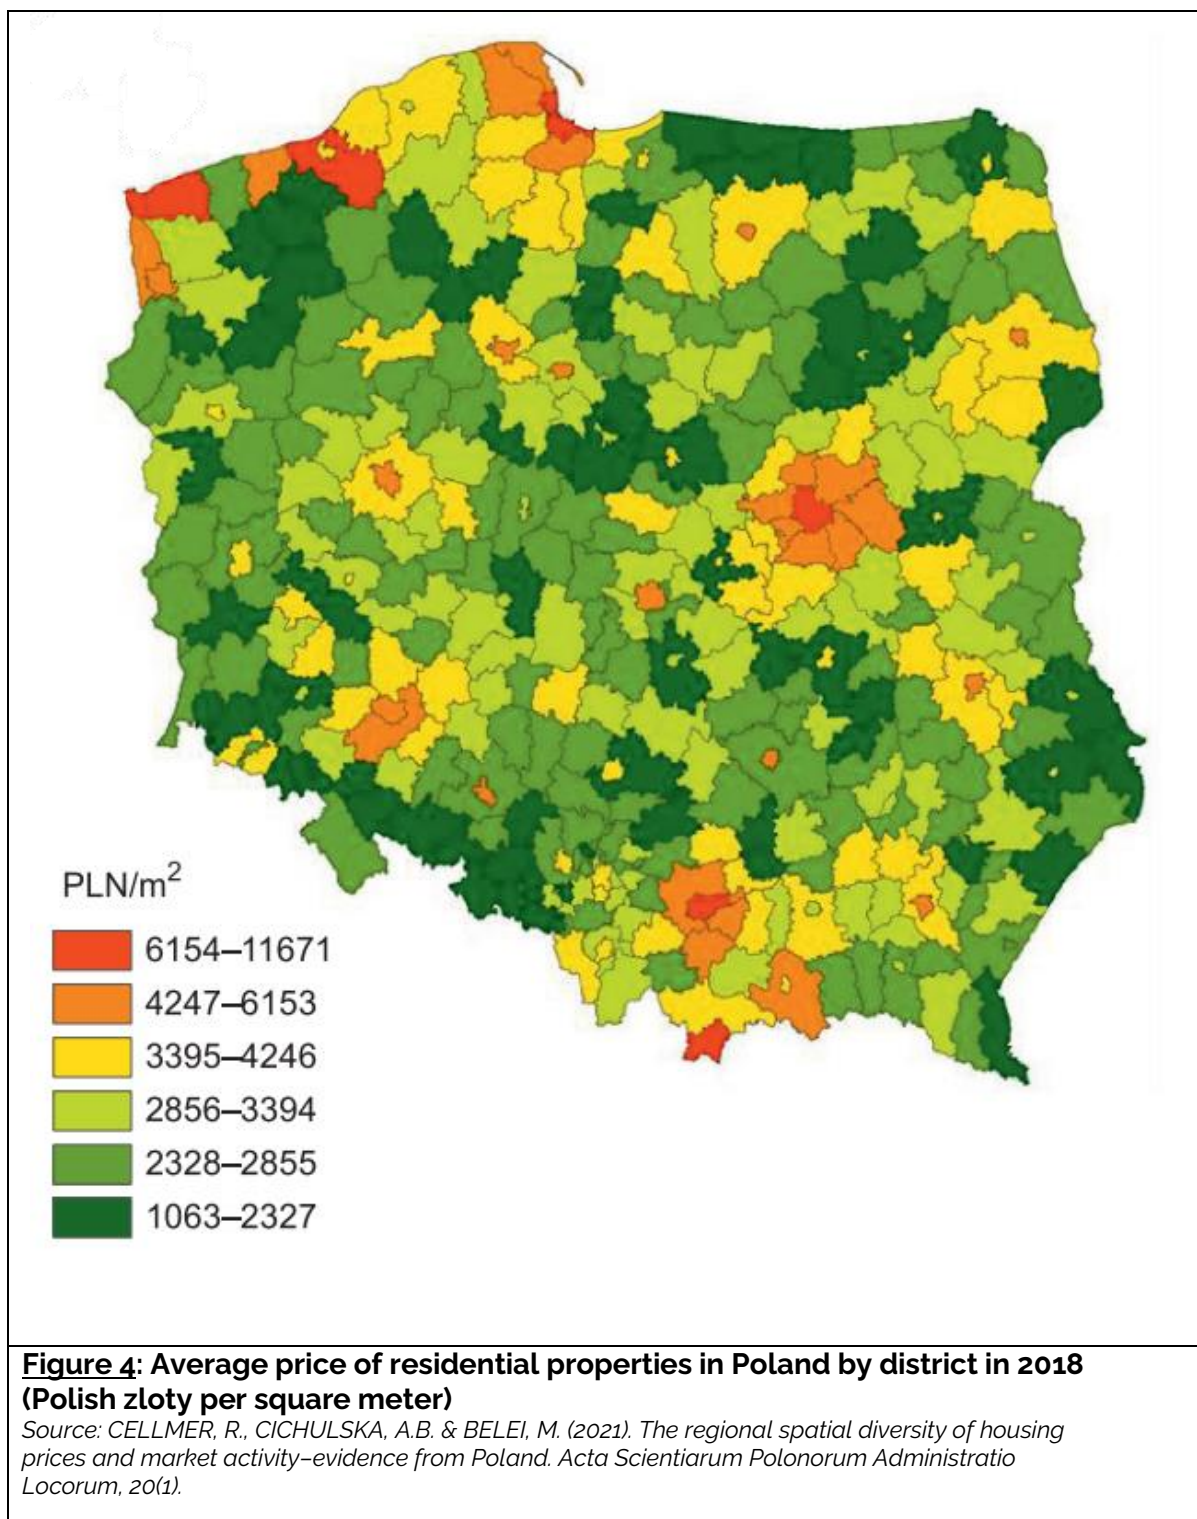 PLN/m²
6154–11671
4247–6153
3395–4246
2856–3394
2328–2855
1063–2327
Figure 4: Average price of residential properties in Poland by district in 2018
(Polish zloty per square meter)
Source: CELLMER, R., CICHULSKA, A.B. & BELEI, M. (2021). The regional spatial diversity of housing
prices and market activity–evidence from Poland. Acta Scientiarum Polonorum Administratio
Locorum, 20(1).